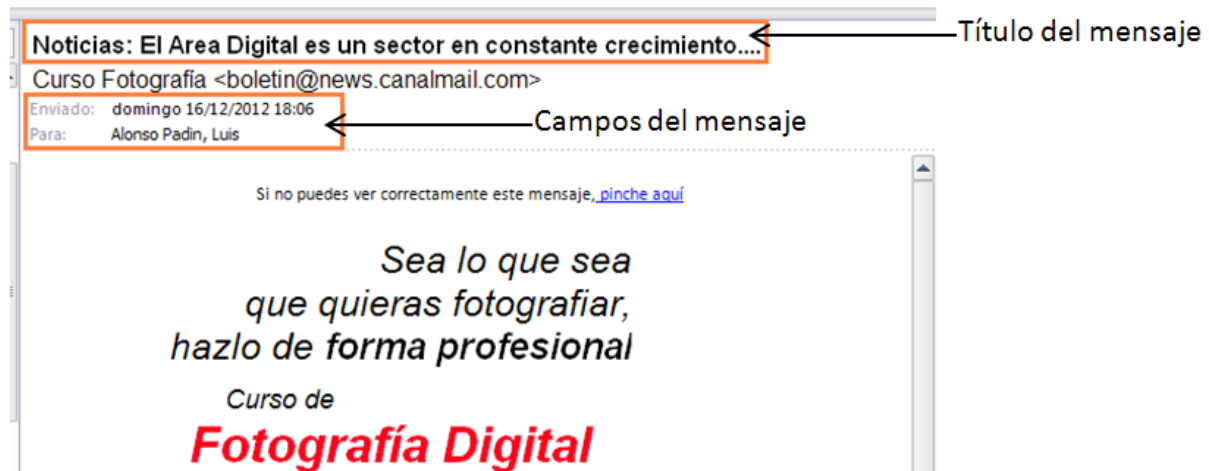 Noticias: El Area Digital es un sector en constante crecimiento....
Título del mensaje
Curso Fotografía <boletin@news.canalmail.com>
Enviado: domingo 16/12/2012 18:06
Para: Alonso Padin, Luis
Campos del mensaje
Si no puedes ver correctamente este mensaje, pinche aquí
Sea lo que sea
que quieras fotografiar,
hazlo de forma profesional
Curso de
Fotografía Digital